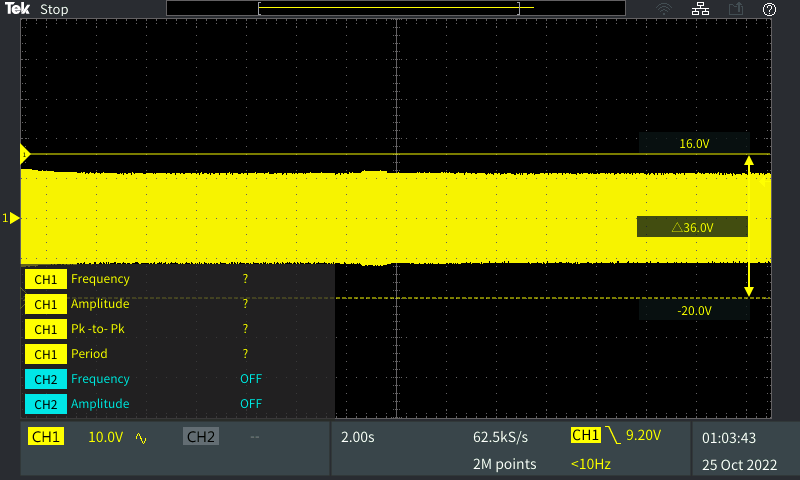 Tek Stop
16.0V
1
1
△36.0V
-20.0V
CH1 Frequency ?
CH1 Amplitude ?
CH1 Pk -to- Pk ?
CH1 Period ?
CH2 Frequency OFF
CH2 Amplitude OFF
CH1 10.0V CH2 -- 2.00s 62.5kS/s CH1 9.20V 01:03:43
2M points <10Hz 25 Oct 2022